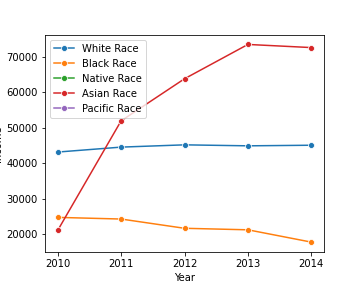 White Race
Black Race
Native Race
Asian Race
Pacific Race
70000
60000
50000
40000
30000
20000
2010
2011
2012
2013
2014
Year